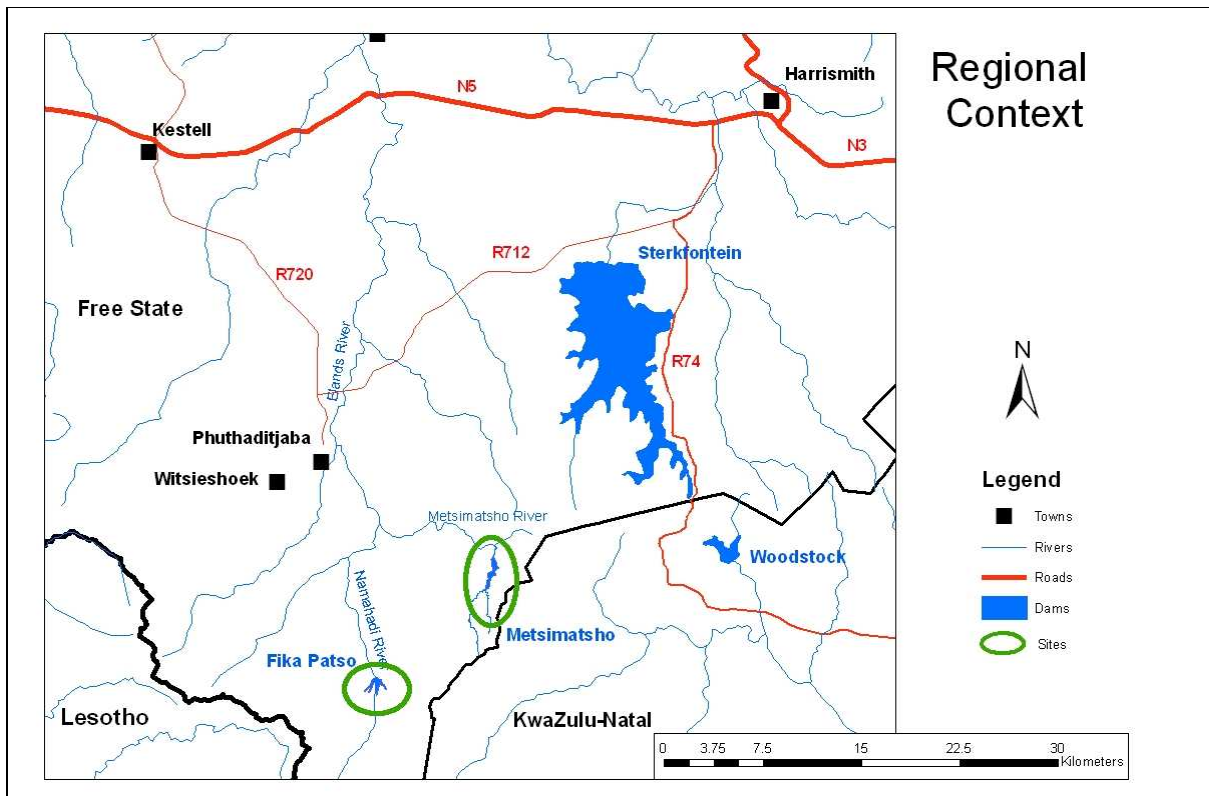 Regional
Context
Harrismith
N5
Kestell
N3
Sterkfontein
R712
R720
Free State
Elands River
R74
N
Phuthaditjaba
Witsieshoek
Legend
Towns
Rivers
Roads
Dams
Sites
Metsimatsho River
Woodstock
Namahadi River
Metsimatsho
Fika Patso
Lesotho
KwaZulu-Natal
0 3.75 7.5 15 22.5 30
Kilometers